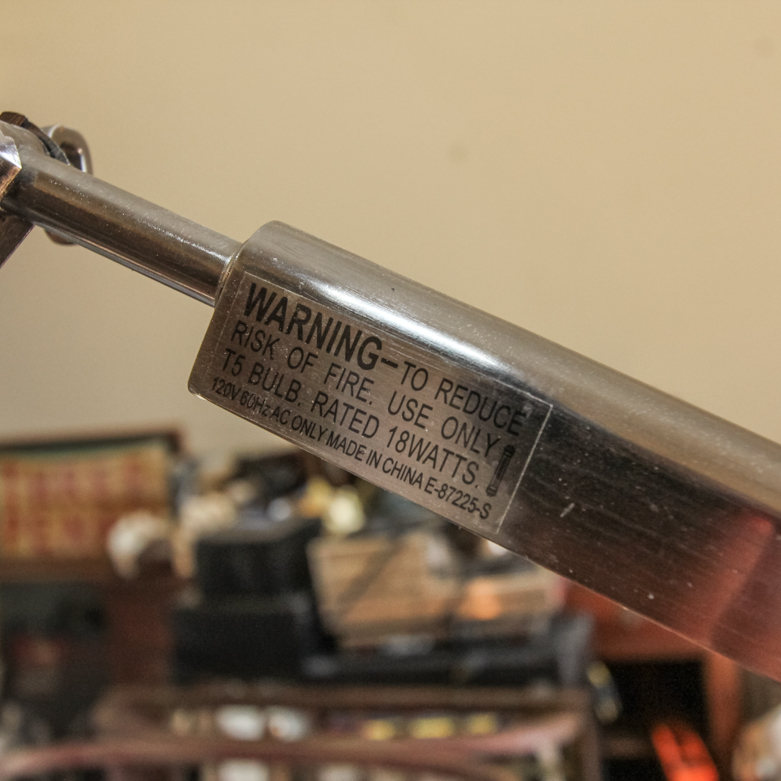 WARNING–TO REDUCE
RISK OF FIRE. USE ONLY
T5 BULB. RATED 18WATTS.
120V 60Hz AC ONLY MADE IN CHINA E-87225-S